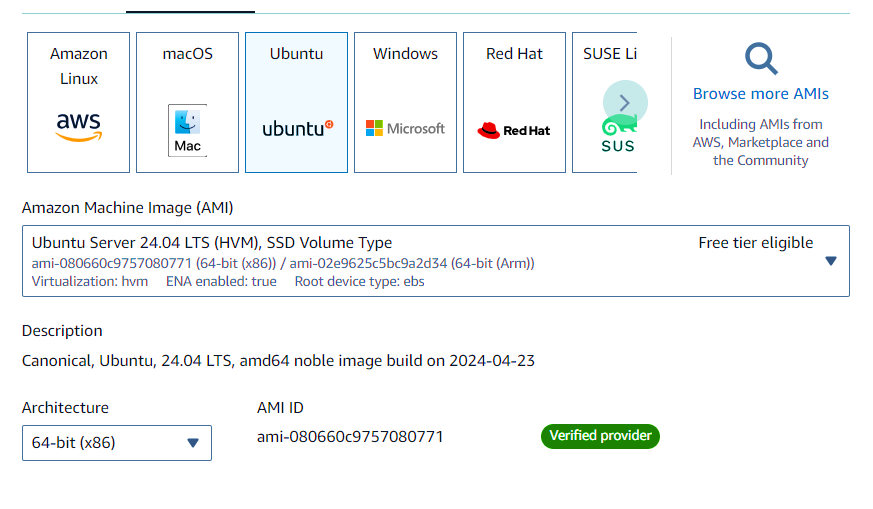 Amazon
Linux
macOS
Ubuntu
Windows
Red Hat
SUSE Li
aws
Mac
ubuntu
Microsoft
Red Hat
SUS
Browse more AMIs
Including AMIs from
AWS, Marketplace and
the Community
Amazon Machine Image (AMI)
Ubuntu Server 24.04 LTS (HVM), SSD Volume Type
Free tier eligible
ami-080660c9757080771 (64-bit (x86)) / ami-02e9625c5bc9a2d34 (64-bit (Arm))
Virtualization: hvm ENA enabled: true Root device type: ebs
Description
Canonical, Ubuntu, 24.04 LTS, amd64 noble image build on 2024-04-23
Architecture
AMI ID
64-bit (x86)
ami-080660c9757080771
Verified provider